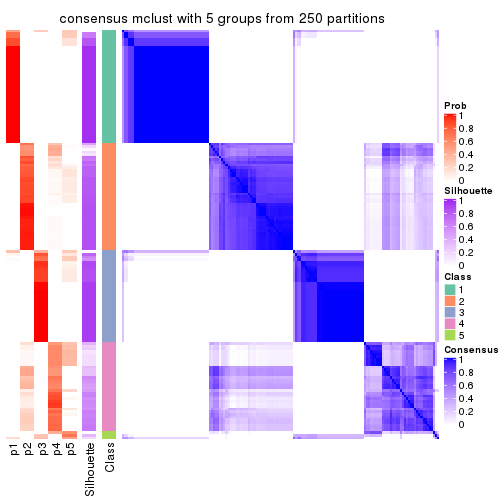 consensus mclust with 5 groups from 250 partitions
Prob
1
0.8
0.6
0.4
0.2
0
Silhouette
1
0.8
0.6
0.4
0.2
0
Class
1
2
3
4
5
Consensus
1
0.8
0.6
0.4
0.2
0
p1
p2
p3
p4
p5
Silhouette
Class